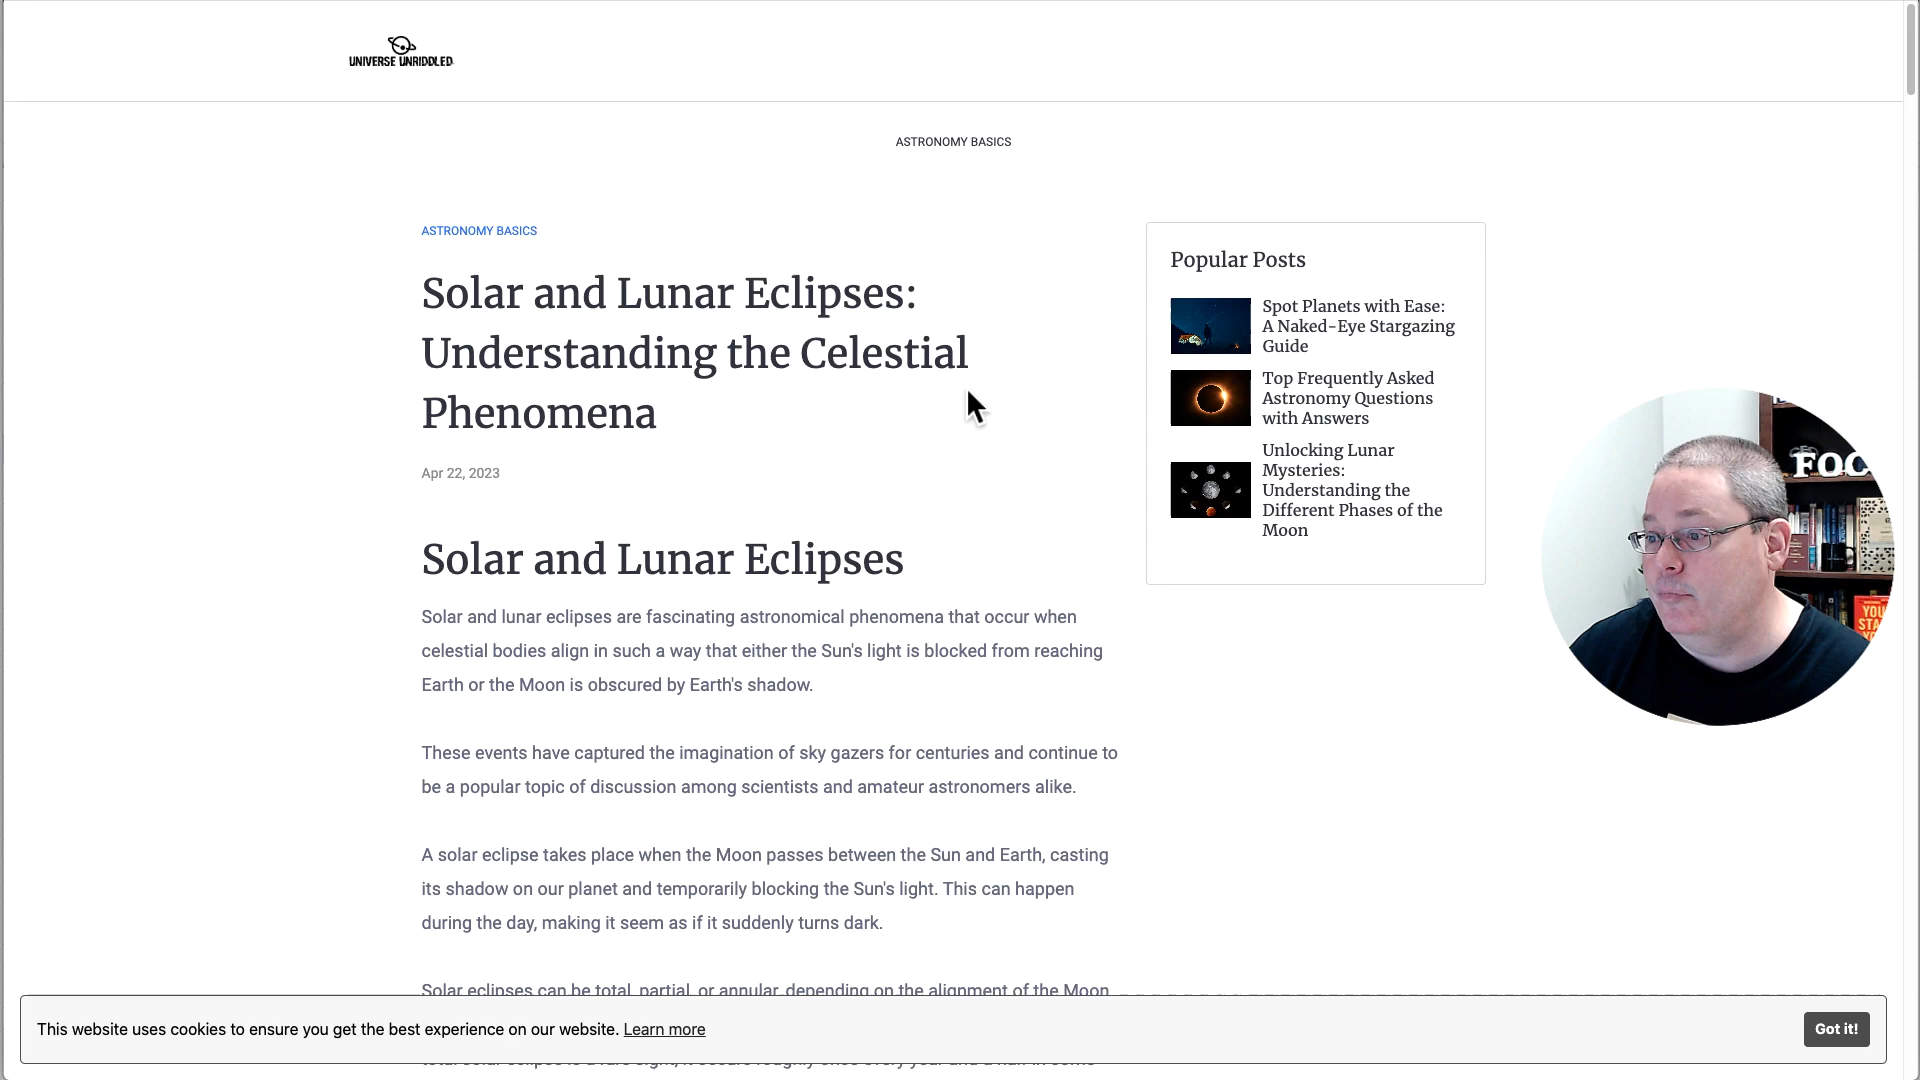 UNIVERSE UNRIDDLED
ASTRONOMY BASICS
ASTRONOMY BASICS
Solar and Lunar Eclipses:
Understanding the Celestial
Phenomena
Apr 22, 2023
Solar and Lunar Eclipses
Solar and lunar eclipses are fascinating astronomical phenomena that occur when
celestial bodies align in such a way that either the Sun's light is blocked from reaching
Earth or the Moon is obscured by Earth's shadow.
These events have captured the imagination of sky gazers for centuries and continue to
be a popular topic of discussion among scientists and amateur astronomers alike.
A solar eclipse takes place when the Moon passes between the Sun and Earth, casting
its shadow on our planet and temporarily blocking the Sun's light. This can happen
during the day, making it seem as if it suddenly turns dark.
Solar eclipses can be total, partial, or annular, depending on the alignment of the Moon
Popular Posts
Spot Planets with Ease:
A Naked-Eye Stargazing
Guide
Top Frequently Asked
Astronomy Questions
with Answers
Unlocking Lunar
Mysteries:
Understanding the
Different Phases of the
Moon
FOC
YOU
STA
This website uses cookies to ensure you get the best experience on our website. Learn more
Got it!